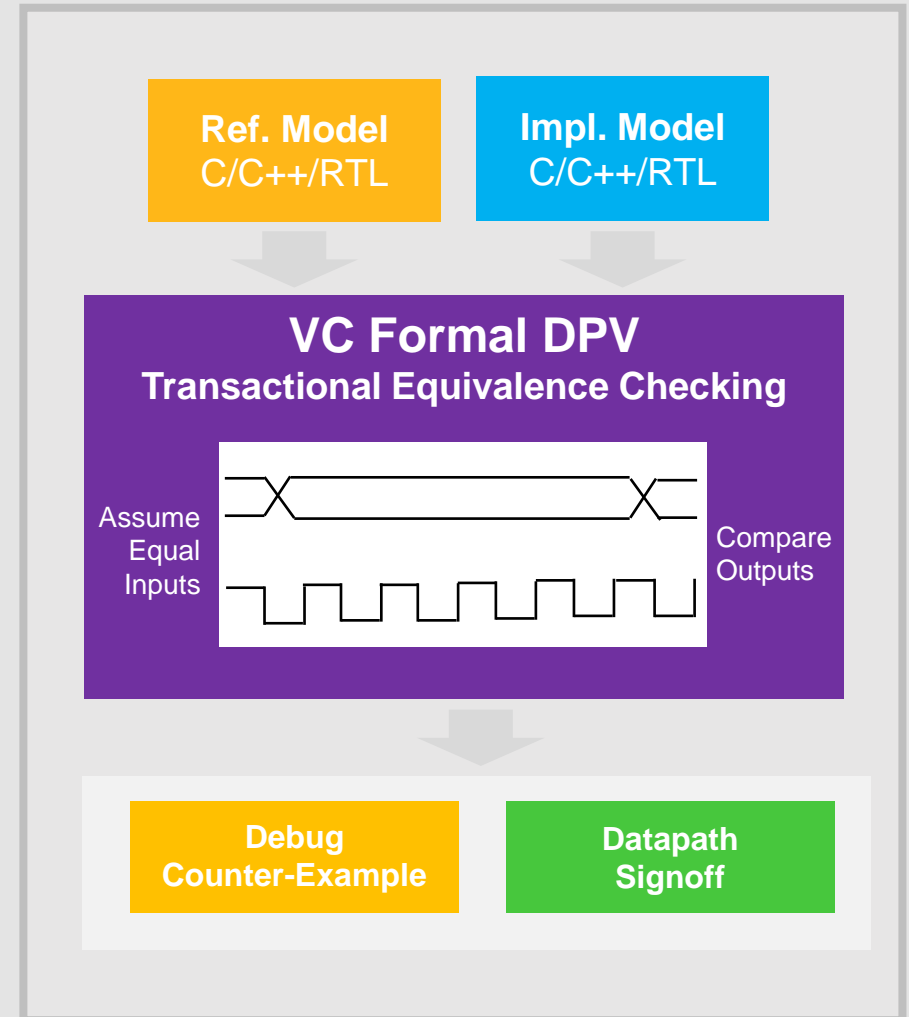 Ref. Model
C/C++/RTL
Impl. Model
C/C++/RTL
VC Formal DPV
Transactional Equivalence Checking
Assume
Equal
Inputs
Compare
Outputs
Debug
Counter-Example
Datapath
Signoff